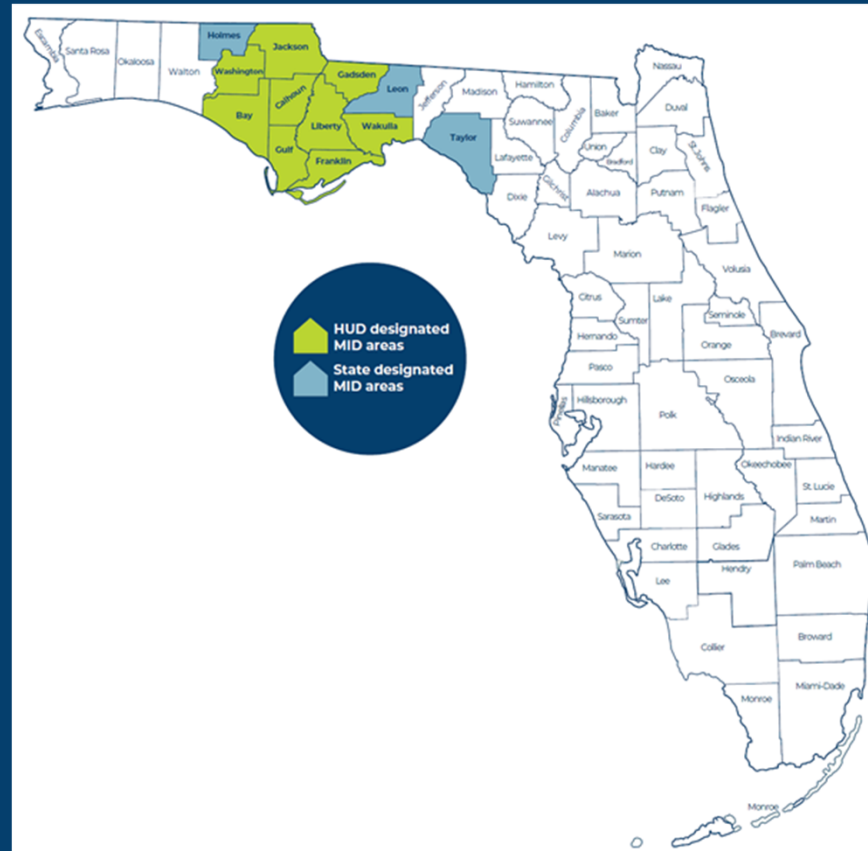 Escambia
Santa Rosa
Okaloosa
Walton
Holmes
Washington
Jackson
Bay
Calhoun
Gulf
Gadsden
Liberty
Franklin
Leon
Wakulla
Jefferson
Taylor
Madison
Hamilton
Suwannee
Lafayette
Dixie
Columbia
Gilchrist
Baker
Union
Bradford
Nassau
Duval
Clay
St Johns
Alachua
Putnam
Flagler
Levy
Marion
Volusia
Citrus
Sumter
Lake
Seminole
Hernando
Orange
Brevard
HUD designated
MID areas
State designated
MID areas
Pasco
Osceola
Pinellas
Hillsborough
Polk
Indian River
Manatee
Hardee
Okeechobee
DeSoto
Highlands
St. Lucie
Sarasota
Martin
Charlotte
Glades
Lee
Hendry
Palm Beach
Collier
Broward
Monroe
Miami-Dade
Monroe